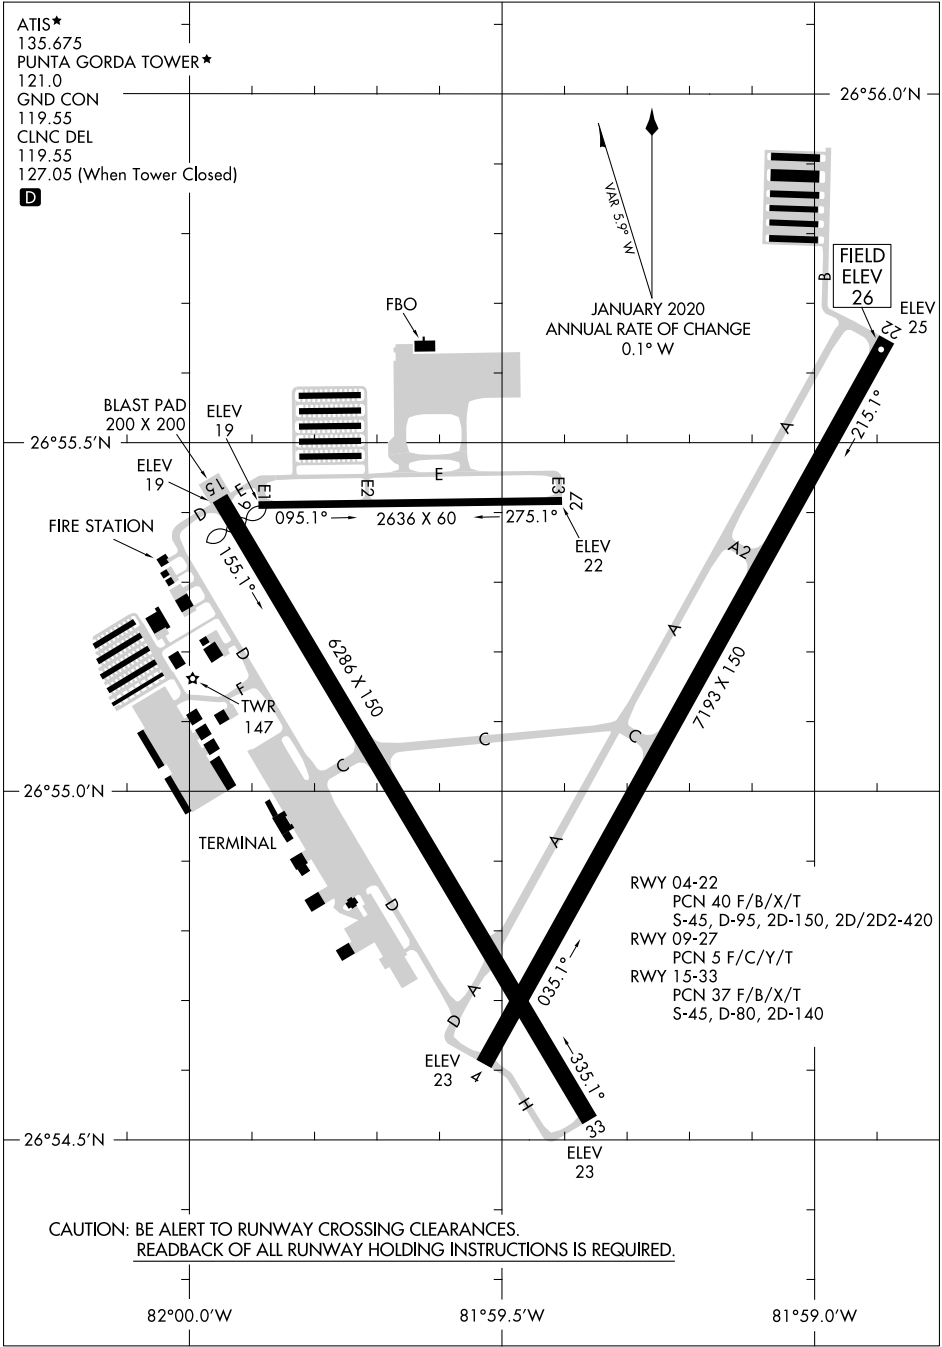 ATIS★
135.675
PUNTA GORDA TOWER★
121.0
GND CON
119.55
CLNC DEL
119.55
127.05 (When Tower Closed)
D
26°56.0'N
VAR 5.9° W
JANUARY 2020
ANNUAL RATE OF CHANGE
0.1° W
B
FIELD
ELEV
26
ELEV
25
22
FBO
BLAST PAD
200 X 200
ELEV
19
215.1°
A
26°55.5'N
ELEV
19
15
E
9
E1
E2
E
E3
27
D
095.1°
2636 X 60
275.1°
ELEV
22
FIRE STATION
155.1°
A2
6286 X 150
A
D
F
TWR
147
7193 X 150
C
C
C
26°55.0'N
TERMINAL
A
D
RWY 04-22
PCN 40 F/B/X/T
S-45, D-95, 2D-150, 2D/2D2-420
RWY 09-27
PCN 5 F/C/Y/T
RWY 15-33
PCN 37 F/B/X/T
S-45, D-80, 2D-140
035.1°
A
D
ELEV
23
4
335.1°
H
33
26°54.5'N
ELEV
23
CAUTION: BE ALERT TO RUNWAY CROSSING CLEARANCES.
READBACK OF ALL RUNWAY HOLDING INSTRUCTIONS IS REQUIRED.
82°00.0'W
81°59.5'W
81°59.0'W